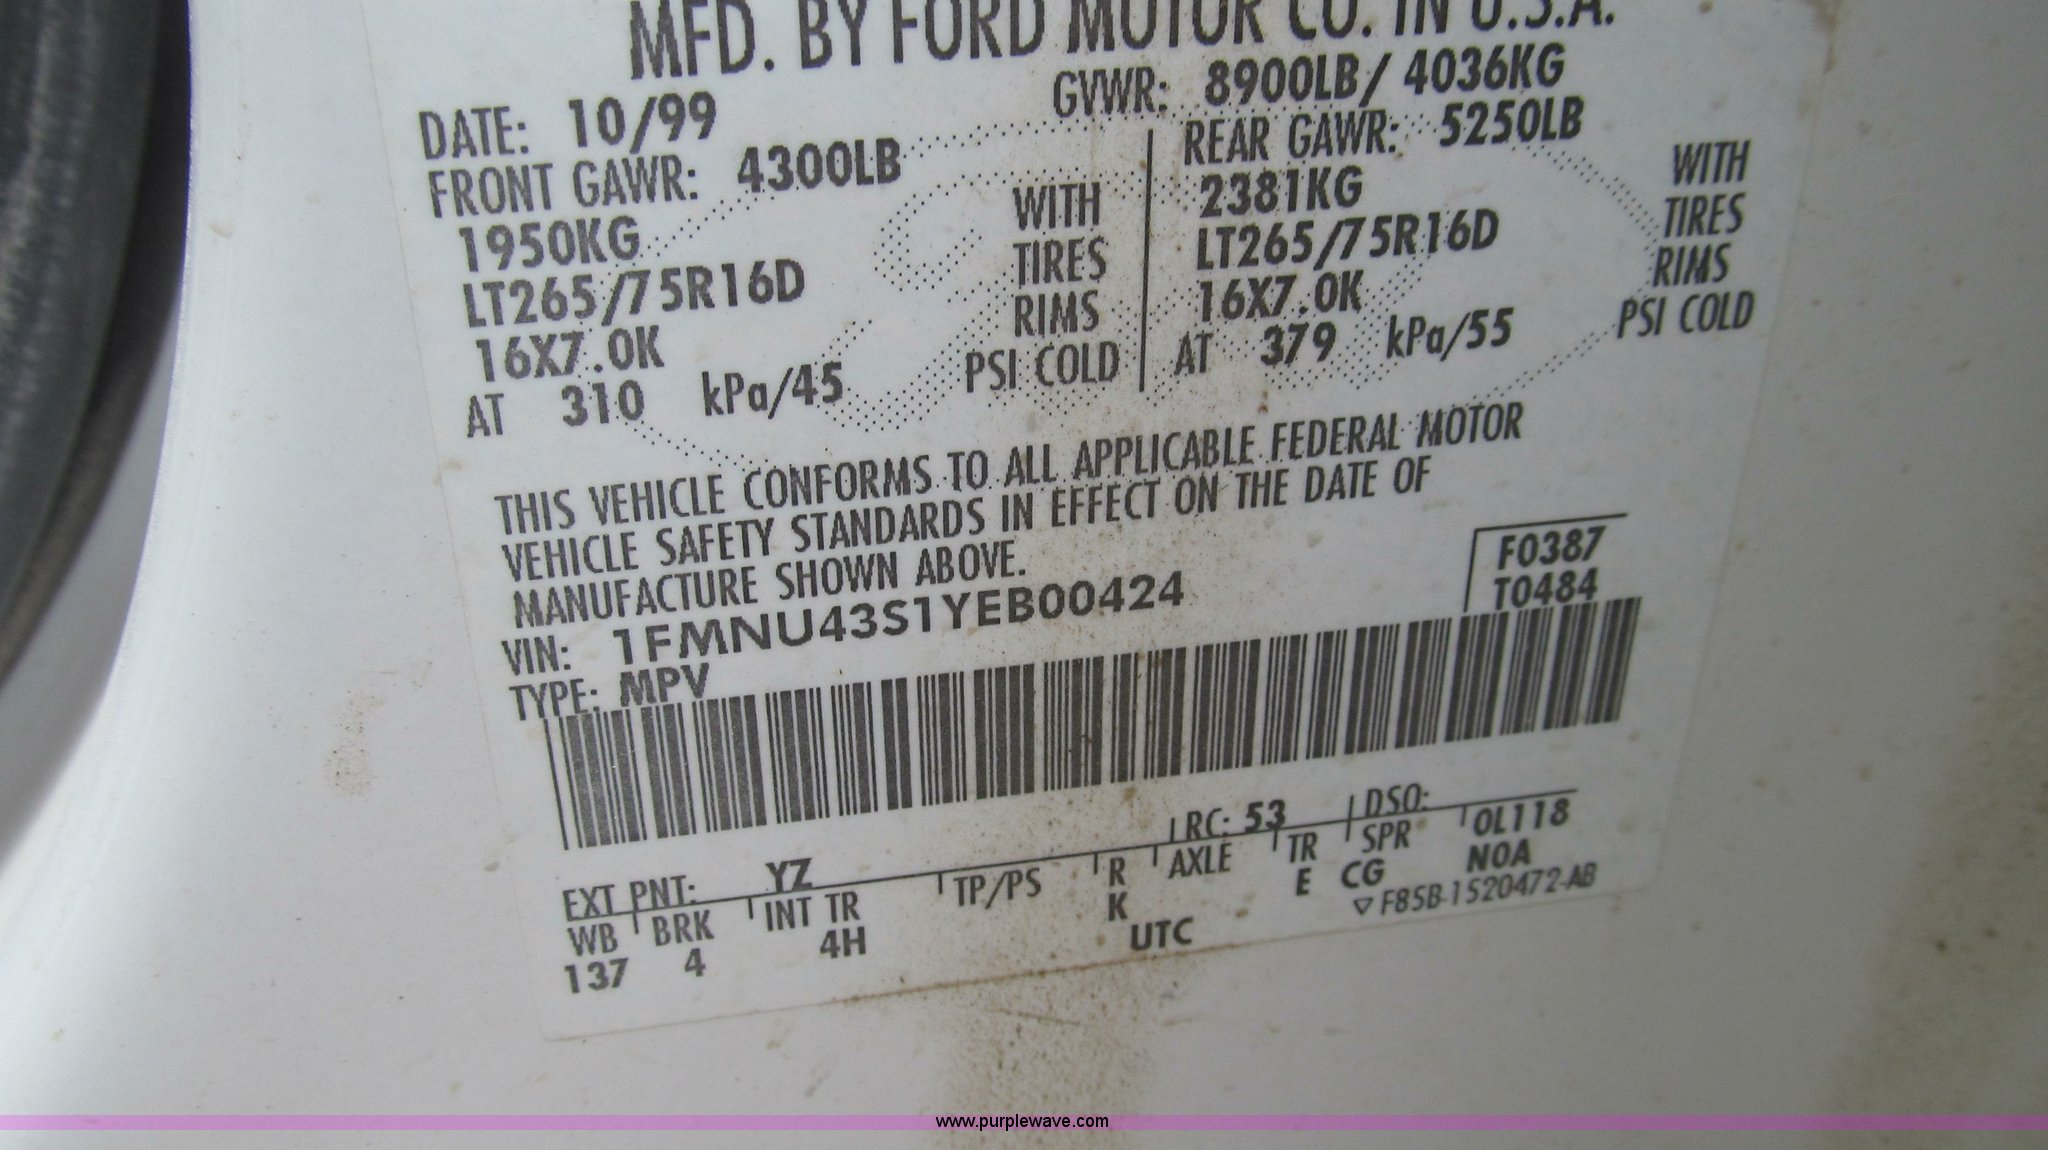 MFD. BY FORD MOTOR CO. IN U.S.A.
DATE: 10/99 GVWR: 8900LB/ 4036KG
FRONT GAWR: 4300LB REAR GAWR: 5250LB
1950KG WITH 2381KG WITH
LT265/75R16D TIRES LT265/75R16D TIRES
16X7.0K RIMS 16X7.0K RIMS
AT 310 kPa/45 PSI COLD AT 379 kPa/55 PSI COLD
THIS VEHICLE CONFORMS TO ALL APPLICABLE FEDERAL MOTOR
VEHICLE SAFETY STANDARDS IN EFFECT ON THE DATE OF
MANUFACTURE SHOWN ABOVE.
F0387
T0484
VIN: 1FMNU43S1YEB00424
TYPE: MPV
EXT PNT: YZ RC: 53 DSO:
WB BRK INT TR TP/PS R AXLE TR SPR OL118
137 4 4H K UTC E CG NOA
▽ F85B-1520472-AB
www.purplewave.com